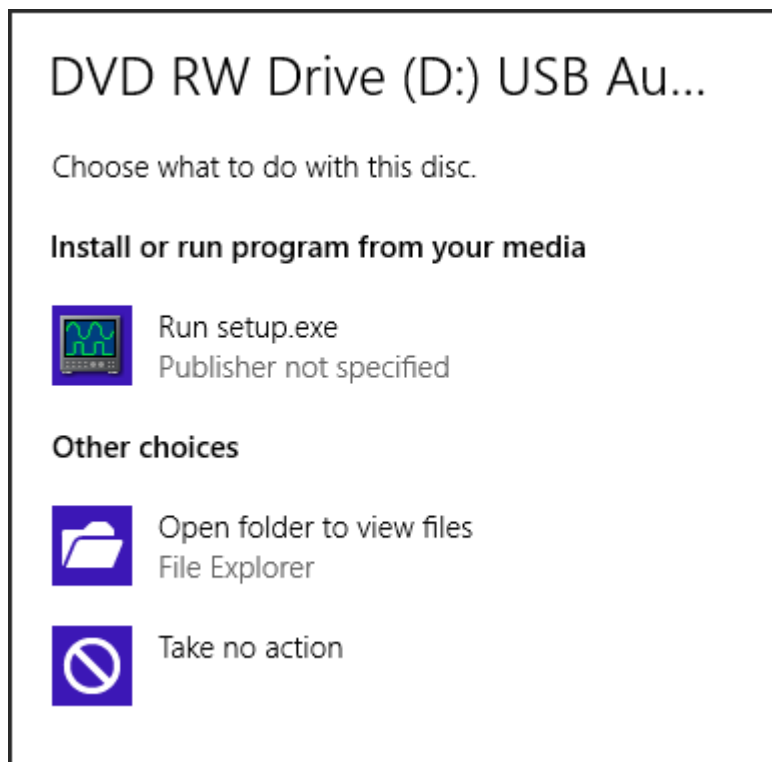 DVD RW Drive (D:) USB Au...
Choose what to do with this disc.
Install or run program from your media
Run setup.exe
Publisher not specified
Other choices
Open folder to view files
File Explorer
Take no action